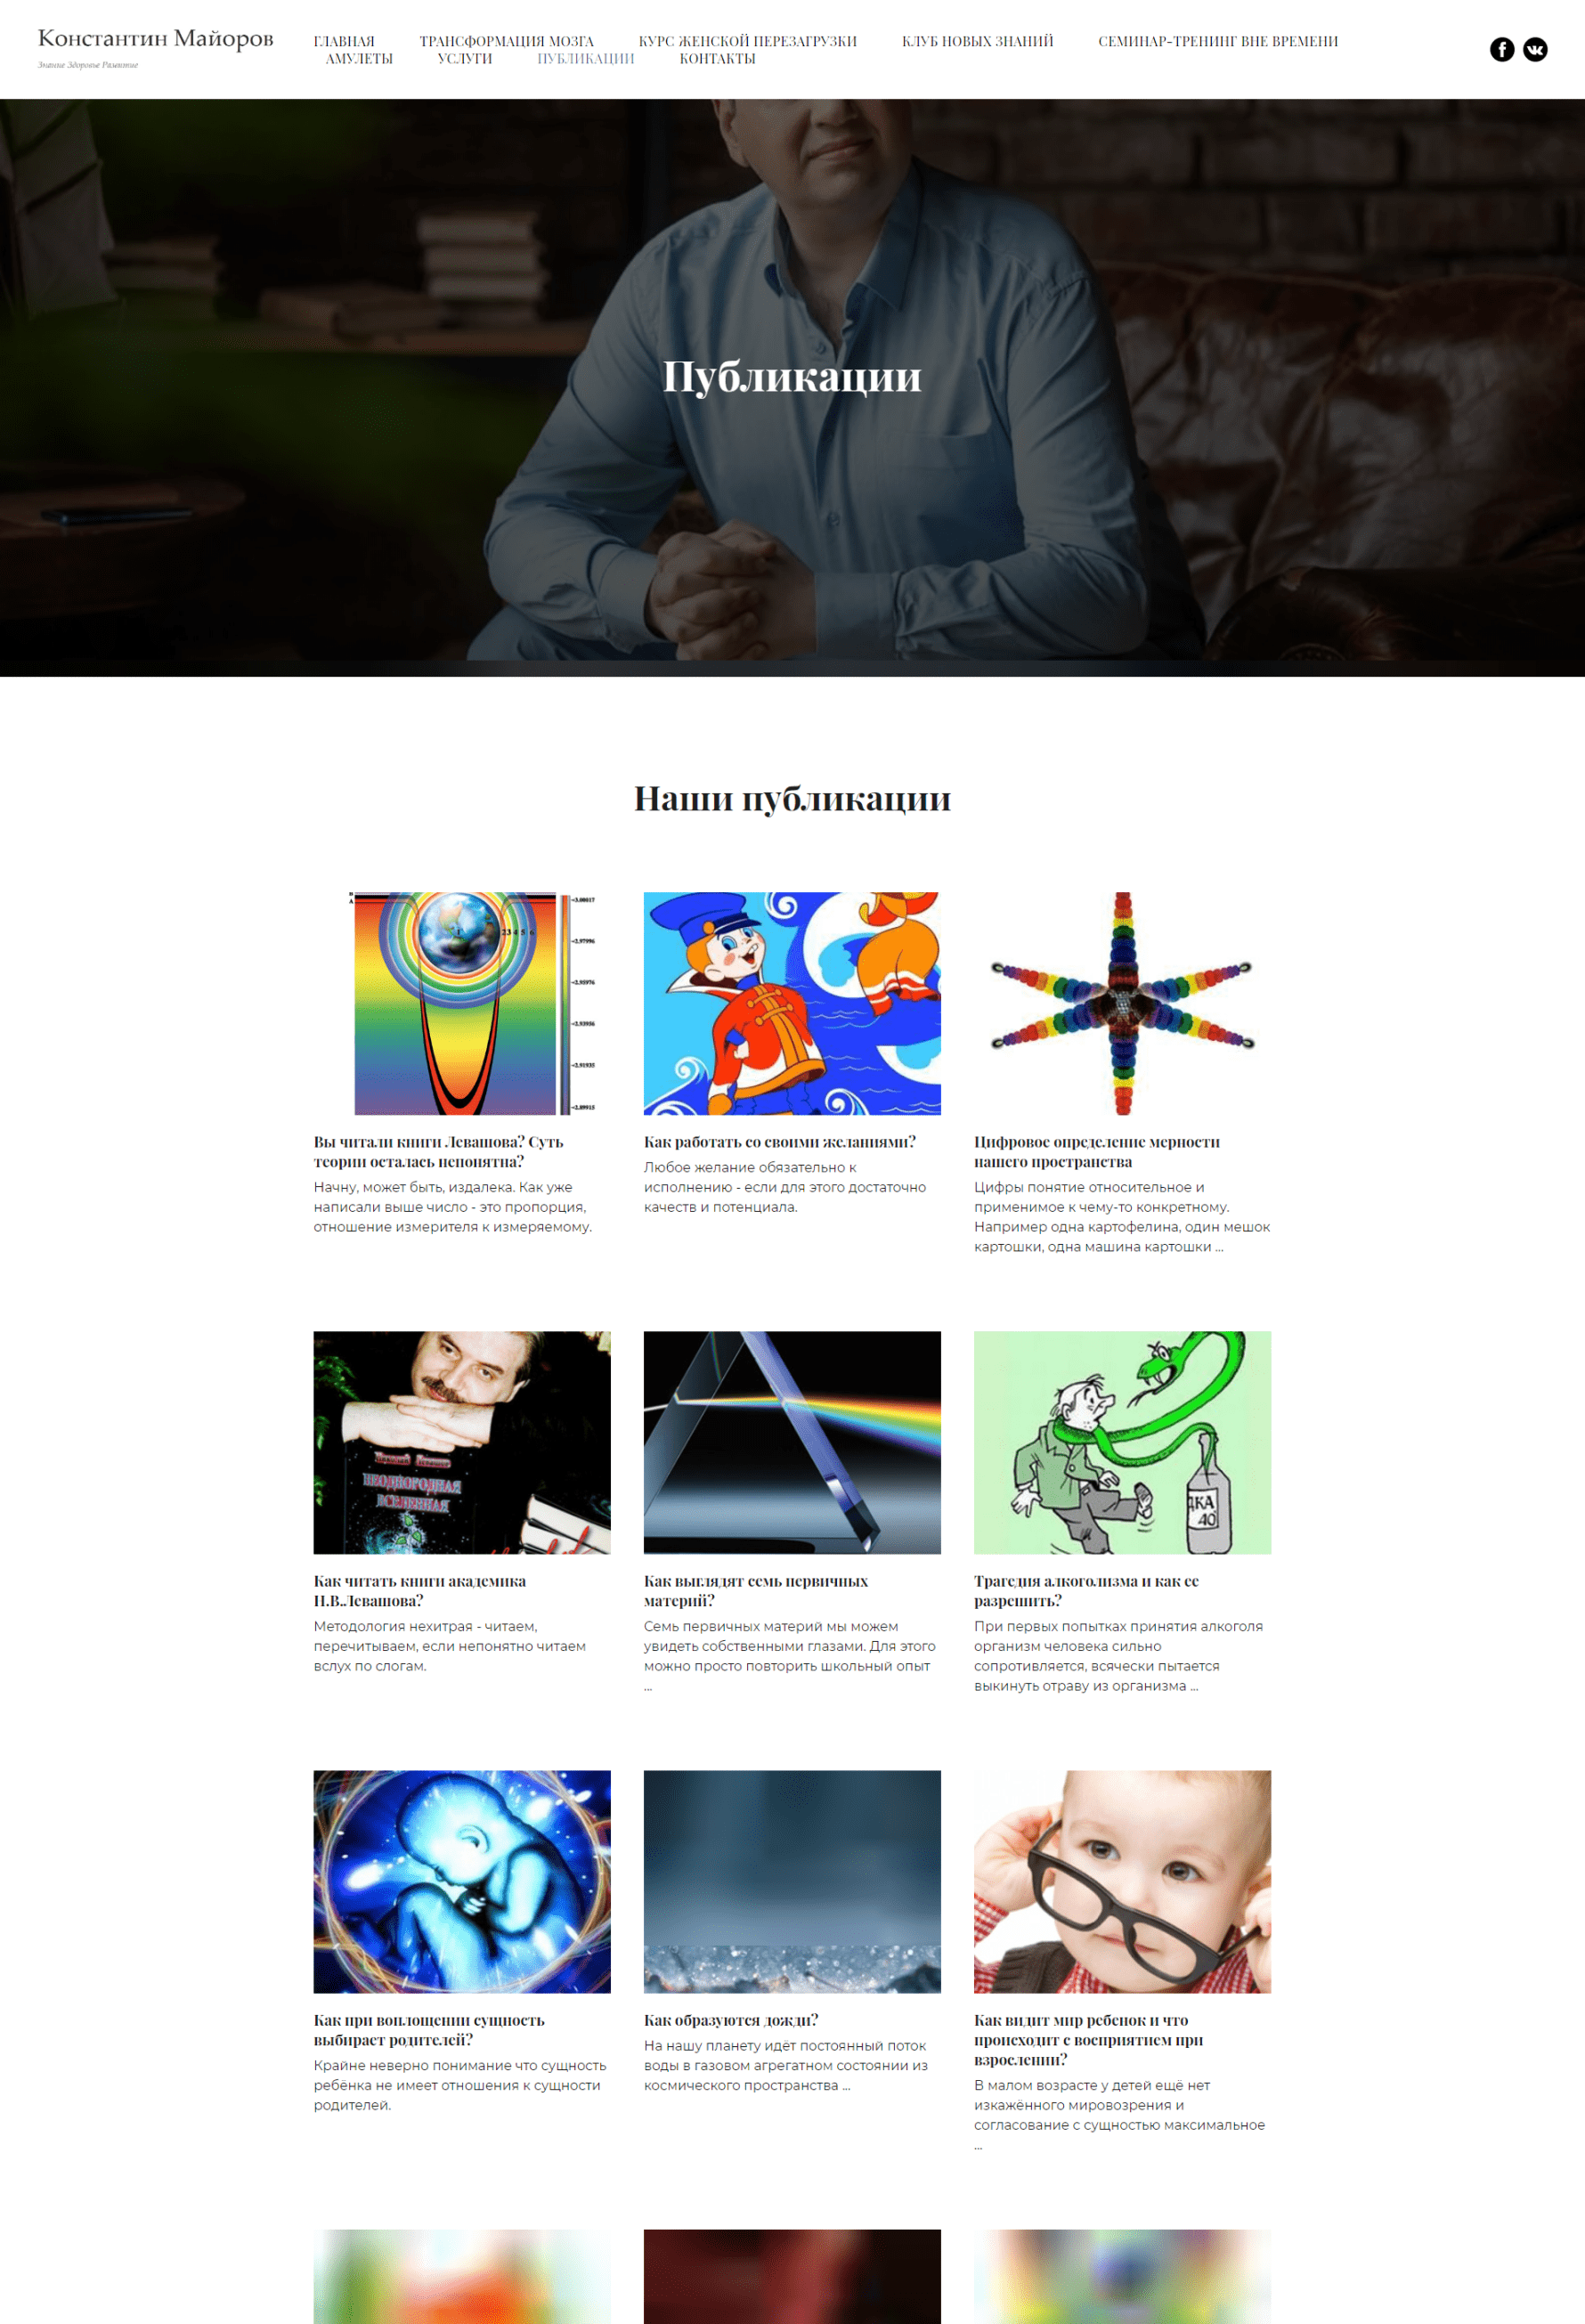 Константин Майоров
Знание Здоровье Развитие
ГЛАВНАЯ ТРАНСФОРМАЦИЯ МОЗГА КУРС ЖЕНСКОЙ ПЕРЕЗАГРУЗКИ КЛУБ НОВЫХ ЗНАНИЙ СЕМИНАР-ТРЕНИНГ ВНЕ ВРЕМЕНИ
АМУЛЕТЫ УСЛУГИ ПУБЛИКАЦИИ КОНТАКТЫ
Публикации
Наши публикации
Вы читали книги Левашова? Суть
теории осталась непонятна?
Начну, может быть, издалека. Как уже
написали выше число - это пропорция,
отношение измерителя к измеряемому.
Как работать со своими желаниями?
Любое желание обязательно к
исполнению - если для этого достаточно
качеств и потенциала.
Цифровое определение мерности
нашего пространства
Цифры понятие относительное и
применимое к чему-то конкретному.
Например одна картофелина, один мешок
картошки, одна машина картошки ...
НЕОДНОРОДНАЯ
ВСЕЛЕННАЯ
ДКА
40
Как читать книги академика
Н.В.Левашова?
Методология нехитрая - читаем,
перечитываем, если непонятно читаем
вслух по слогам.
Как выглядят семь первичных
материй?
Семь первичных материй мы можем
увидеть собственными глазами. Для этого
можно просто повторить школьный опыт
...
Трагедия алкоголизма и как ее
разрешить?
При первых попытках принятия алкоголя
организм человека сильно
сопротивляется, всячески пытается
выкинуть отраву из организма ...
Как при воплощении сущность
выбирает родителей?
Крайне неверно понимание что сущность
ребёнка не имеет отношения к сущности
родителей.
Как образуются дожди?
На нашу планету идёт постоянный поток
воды в газовом агрегатном состоянии из
космического пространства ...
Как видит мир ребенок и что
происходит с восприятием при
взрослении?
В малом возрасте у детей ещё нет
изкажённого мировозрения и
согласование с сущностью максимальное
...